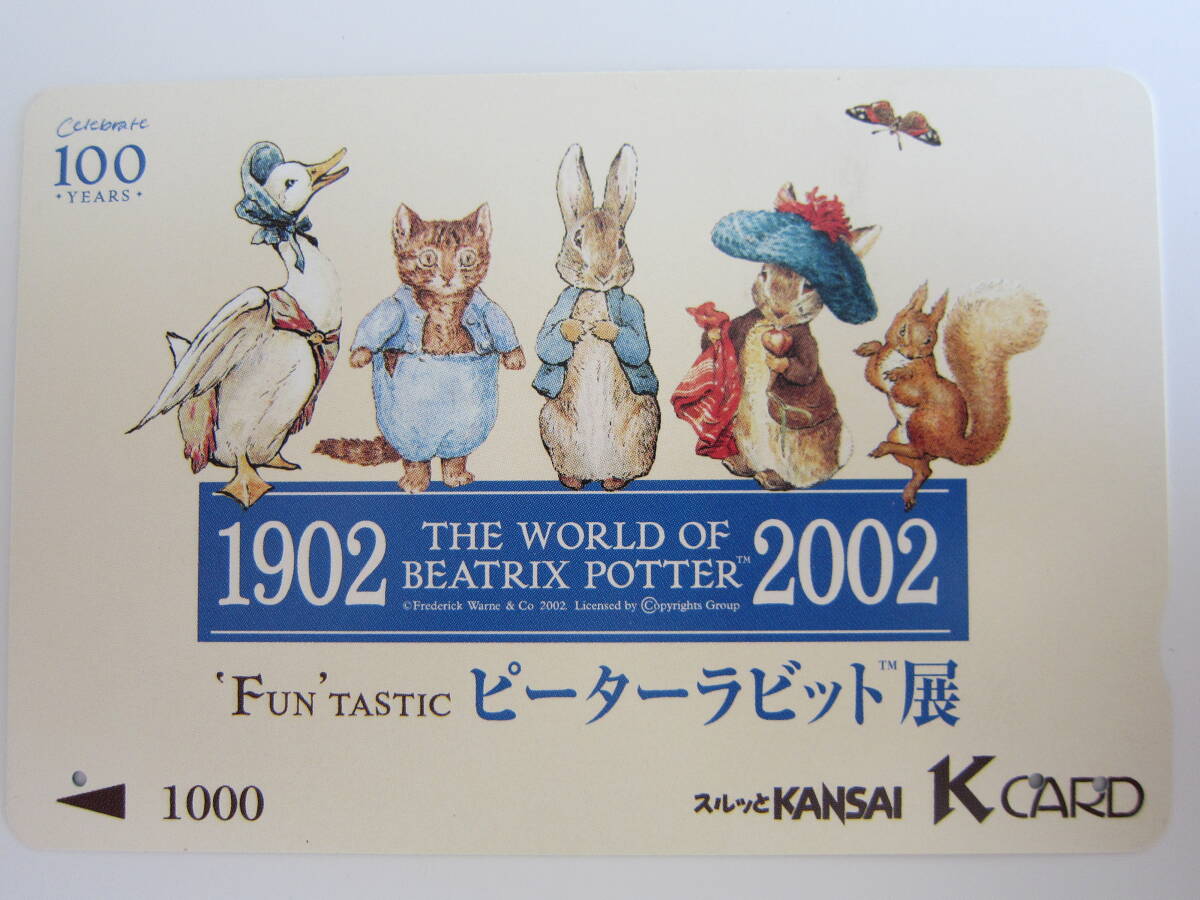 Celebrate
100
YEARS
1902 THE WORLD OF BEATRIX POTTER™ 2002
©Frederick Warne & Co 2002. Licensed by Ⓒopyrights Group
'FUN'TASTIC ピーターラビット™展
1000
スルッとKANSAI K CARD